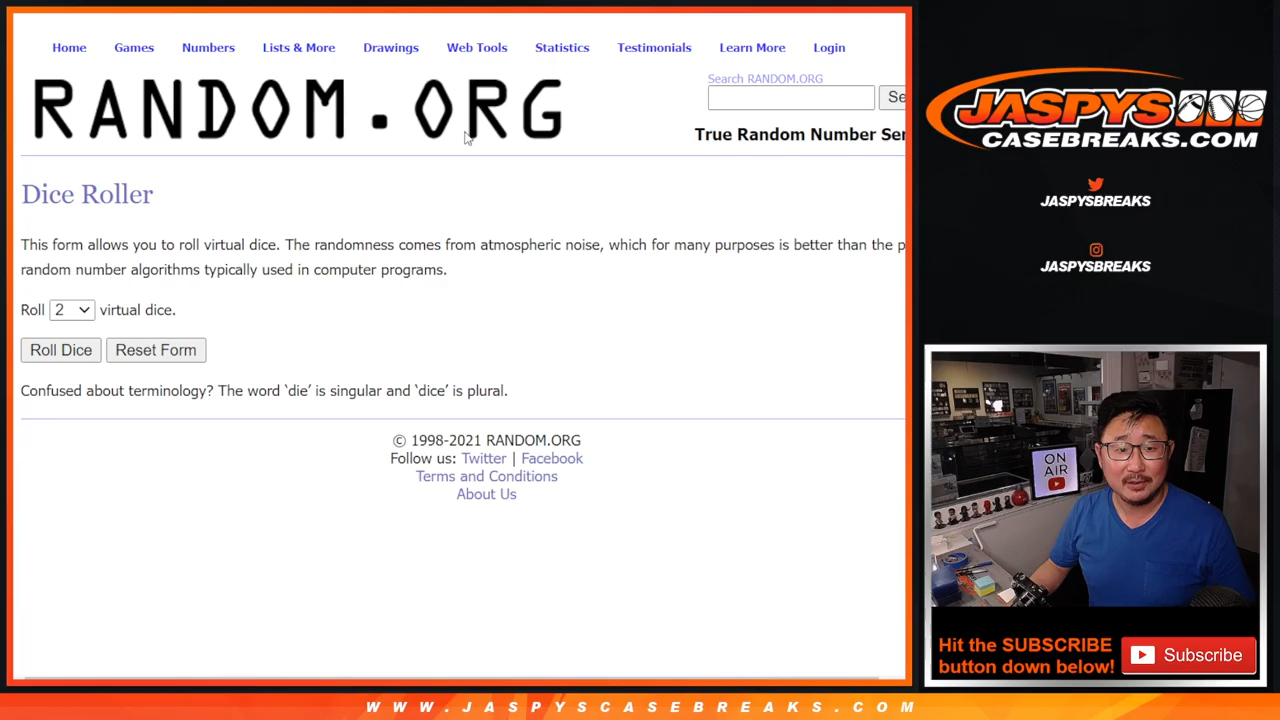 Home Games Numbers Lists & More Drawings Web Tools Statistics Testimonials Learn More Login
RANDOM.ORG
Search RANDOM.ORG
Se
True Random Number Ser
Dice Roller
This form allows you to roll virtual dice. The randomness comes from atmospheric noise, which for many purposes is better than the p
random number algorithms typically used in computer programs.
Roll 2 virtual dice.
Roll Dice Reset Form
Confused about terminology? The word ‘die’ is singular and ‘dice’ is plural.
© 1998-2021 RANDOM.ORG
Follow us: Twitter | Facebook
Terms and Conditions
About Us
JASPYS
CASEBREAKS.COM
JASPYSBREAKS
JASPYSBREAKS
ON
AIR
Hit the SUBSCRIBE
button down below!
Subscribe
WWW.JASPYSCASEBREAKS.COM